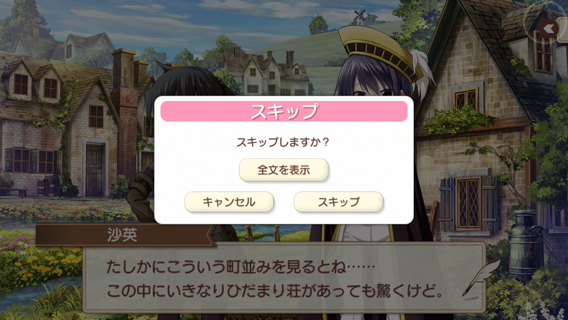 スキップ
スキップしますか？
全文を表示
キャンセル
スキップ
沙英
たしかにこういう町並みを見るとね……
この中にいきなりひだまり荘があっても驚くけど。